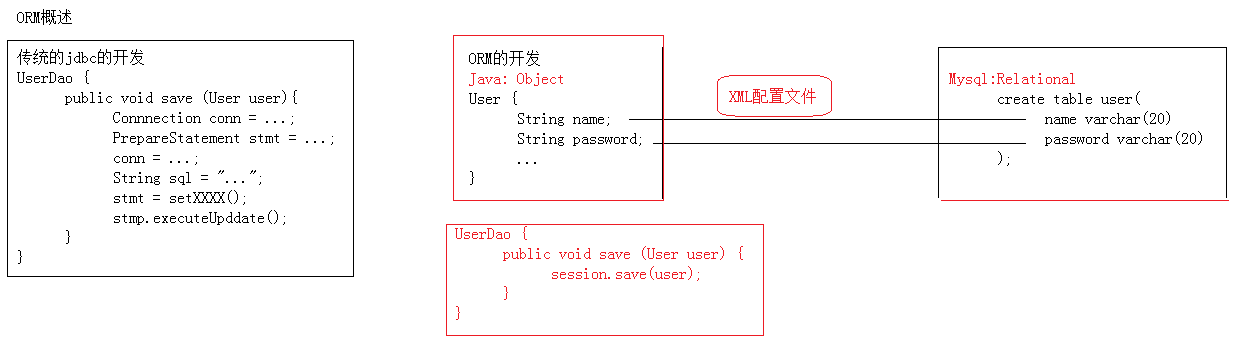 ORM概述
传统的jdbc的开发
UserDao {
public void save (User user){
Connnection conn = ...;
PrepareStatement stmt = ...;
conn = ...;
String sql = "...";
stmt = setXXXX();
stmp.executeUpddate();
}
}
ORM的开发
Java: Object
User {
String name;
String password;
...
}
XML配置文件
Mysql:Relational
create table user(
name varchar(20)
password varchar(20)
);
UserDao {
public void save (User user) {
session.save(user);
}
}